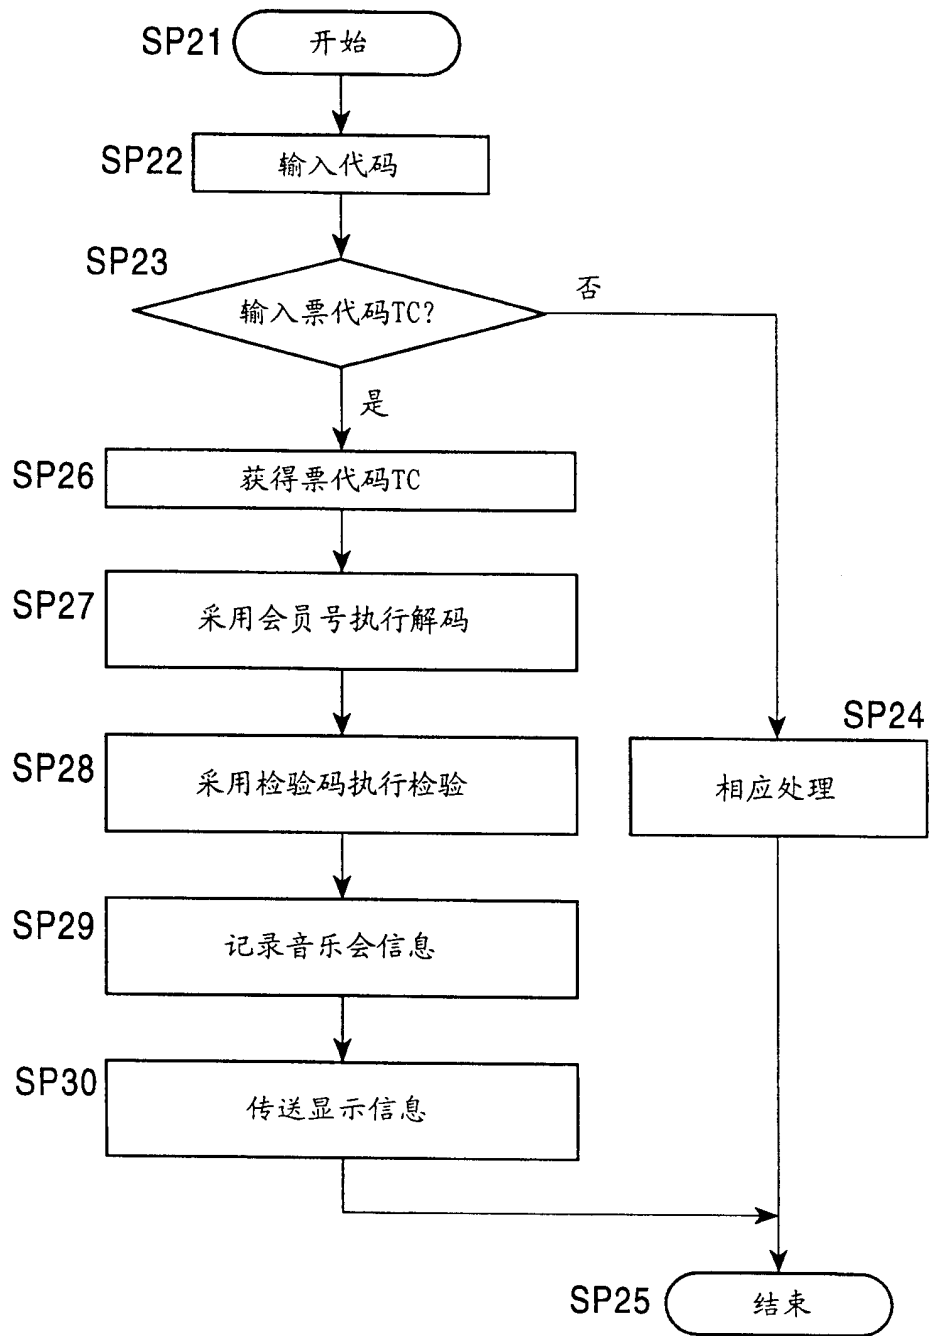 SP21 开始
SP22 输入代码
SP23
输入票代码TC?
否
是
SP26 获得票代码TC
SP27 采用会员号执行解码
SP24
SP28 采用检验码执行检验
相应处理
SP29 记录音乐会信息
SP30 传送显示信息
SP25 结束